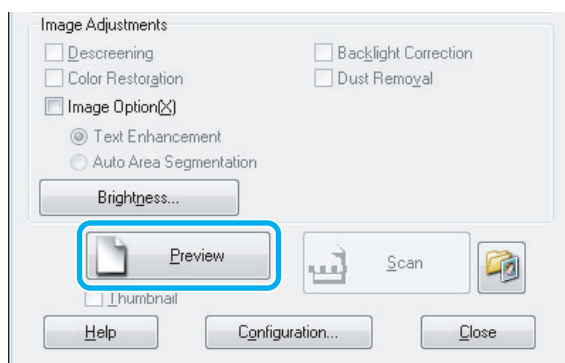 Image Adjustments
Descreening Backlight Correction
Color Restoration Dust Removal
Image Option(X)
Text Enhancement
Auto Area Segmentation
Brightness...
Preview Scan
Thumbnail
Help Configuration... Close